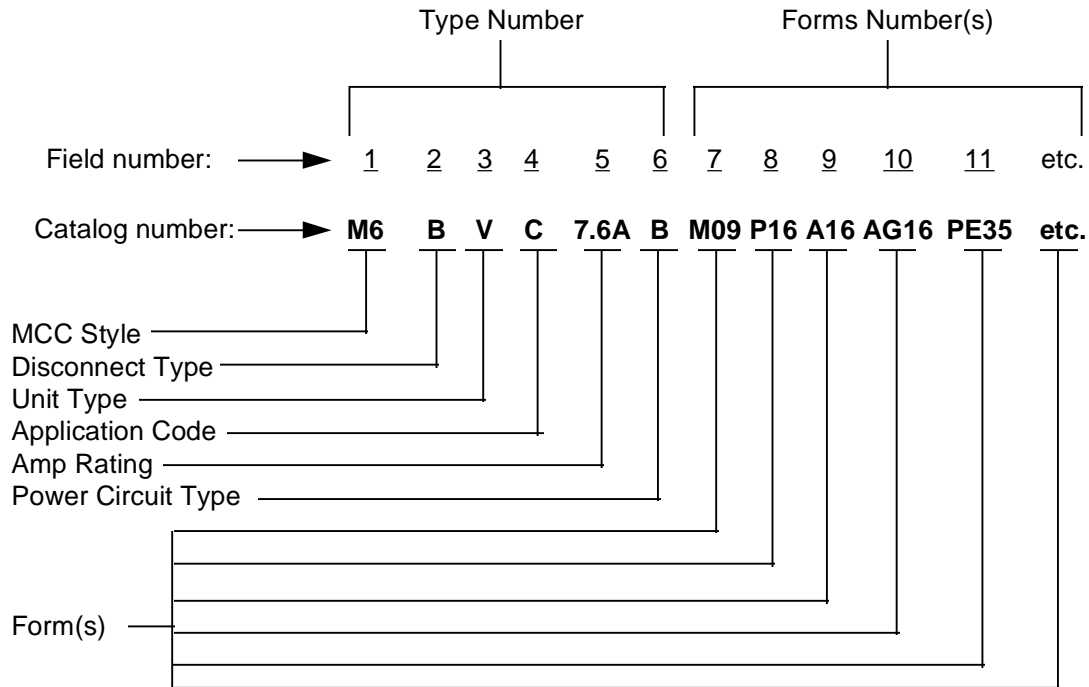 Type Number Forms Number(s)
Field number: 1 2 3 4 5 6 7 8 9 10 11 etc.
Catalog number: M6 B V C 7.6A B M09 P16 A16 AG16 PE35 etc.
MCC Style
Disconnect Type
Unit Type
Application Code
Amp Rating
Power Circuit Type
Form(s)